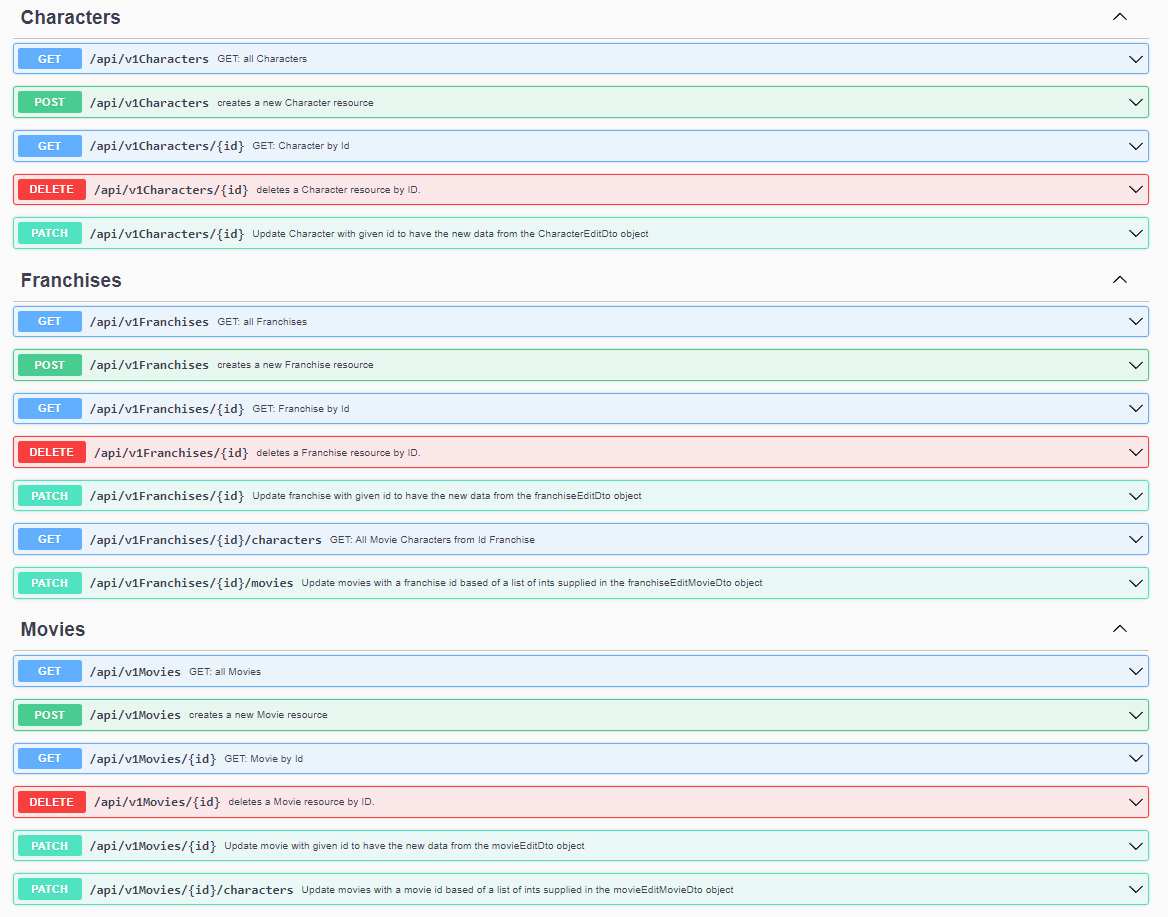 Characters
GET /api/v1Characters GET: all Characters
POST /api/v1Characters creates a new Character resource
GET /api/v1Characters/{id} GET: Character by Id
DELETE /api/v1Characters/{id} deletes a Character resource by ID.
PATCH /api/v1Characters/{id} Update Character with given id to have the new data from the CharacterEditDto object
Franchises
GET /api/v1Franchises GET: all Franchises
POST /api/v1Franchises creates a new Franchise resource
GET /api/v1Franchises/{id} GET: Franchise by Id
DELETE /api/v1Franchises/{id} deletes a Franchise resource by ID.
PATCH /api/v1Franchises/{id} Update franchise with given id to have the new data from the franchiseEditDto object
GET /api/v1Franchises/{id}/characters GET: All Movie Characters from Id Franchise
PATCH /api/v1Franchises/{id}/movies Update movies with a franchise id based of a list of ints supplied in the franchiseEditMovieDto object
Movies
GET /api/v1Movies GET: all Movies
POST /api/v1Movies creates a new Movie resource
GET /api/v1Movies/{id} GET: Movie by Id
DELETE /api/v1Movies/{id} deletes a Movie resource by ID.
PATCH /api/v1Movies/{id} Update movie with given id to have the new data from the movieEditDto object
PATCH /api/v1Movies/{id}/characters Update movies with a movie id based of a list of ints supplied in the movieEditMovieDto object